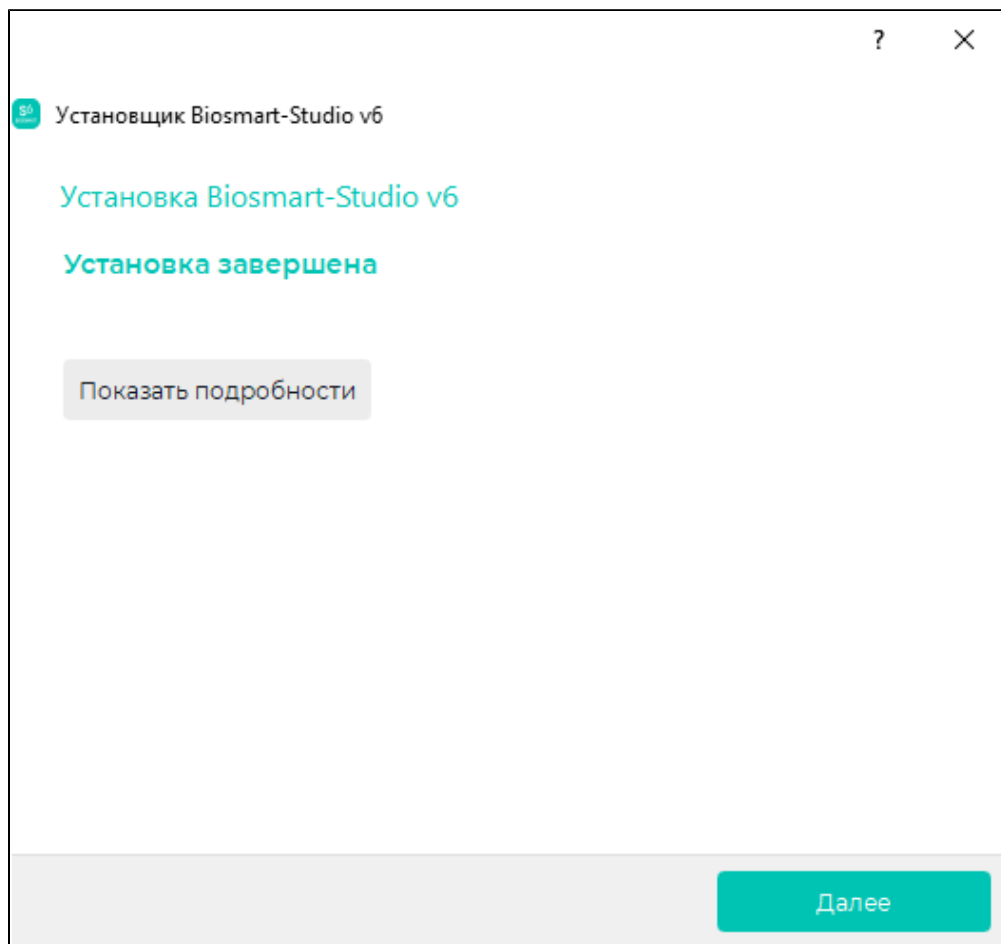 ?
Установщик Biosmart-Studio v6
Установка Biosmart-Studio v6
Установка завершена
Показать подробности
Далее